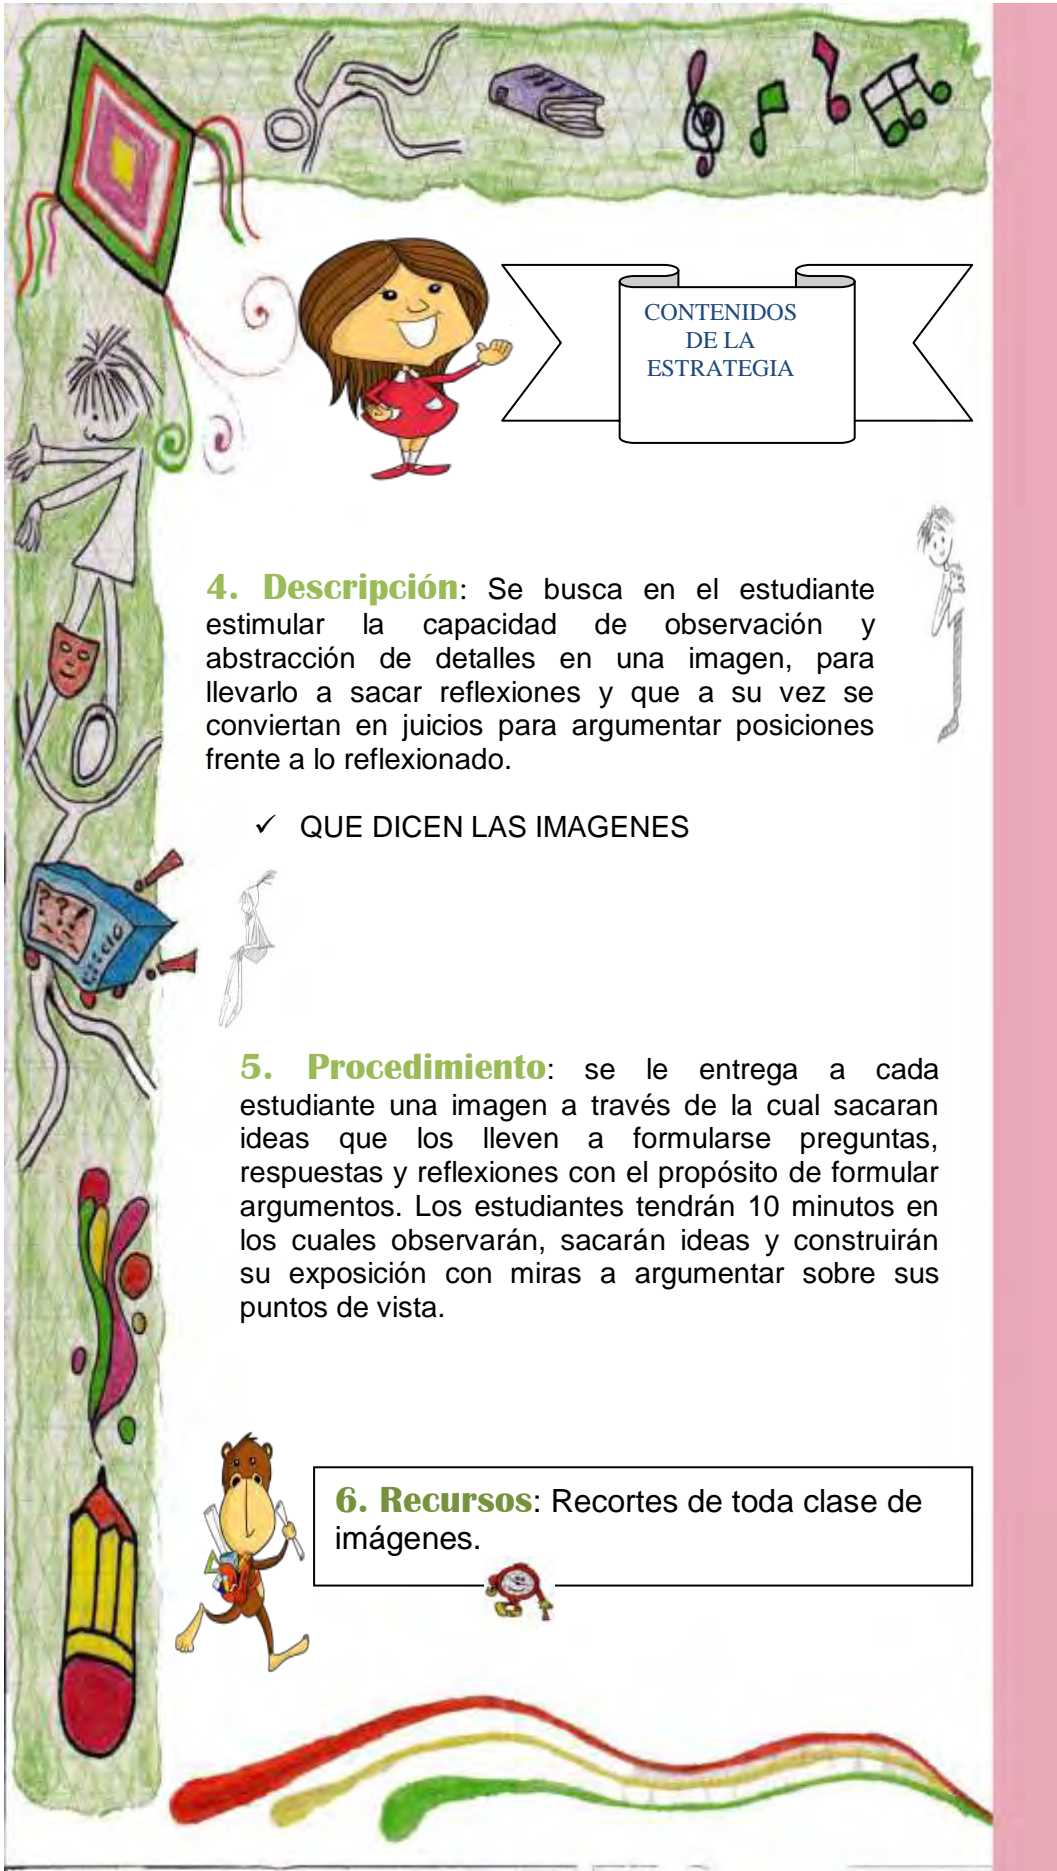 CONTENIDOS
DE LA
ESTRATEGIA
4. Descripción: Se busca en el estudiante
estimular la capacidad de observación y
abstracción de detalles en una imagen, para
llevarlo a sacar reflexiones y que a su vez se
conviertan en juicios para argumentar posiciones
frente a lo reflexionado.
✓ QUE DICEN LAS IMAGENES
???
5. Procedimiento: se le entrega a cada
estudiante una imagen a través de la cual sacaran
ideas que los lleven a formularse preguntas,
respuestas y reflexiones con el propósito de formular
argumentos. Los estudiantes tendrán 10 minutos en
los cuales observarán, sacarán ideas y construirán
su exposición con miras a argumentar sobre sus
puntos de vista.
6. Recursos: Recortes de toda clase de
imágenes.